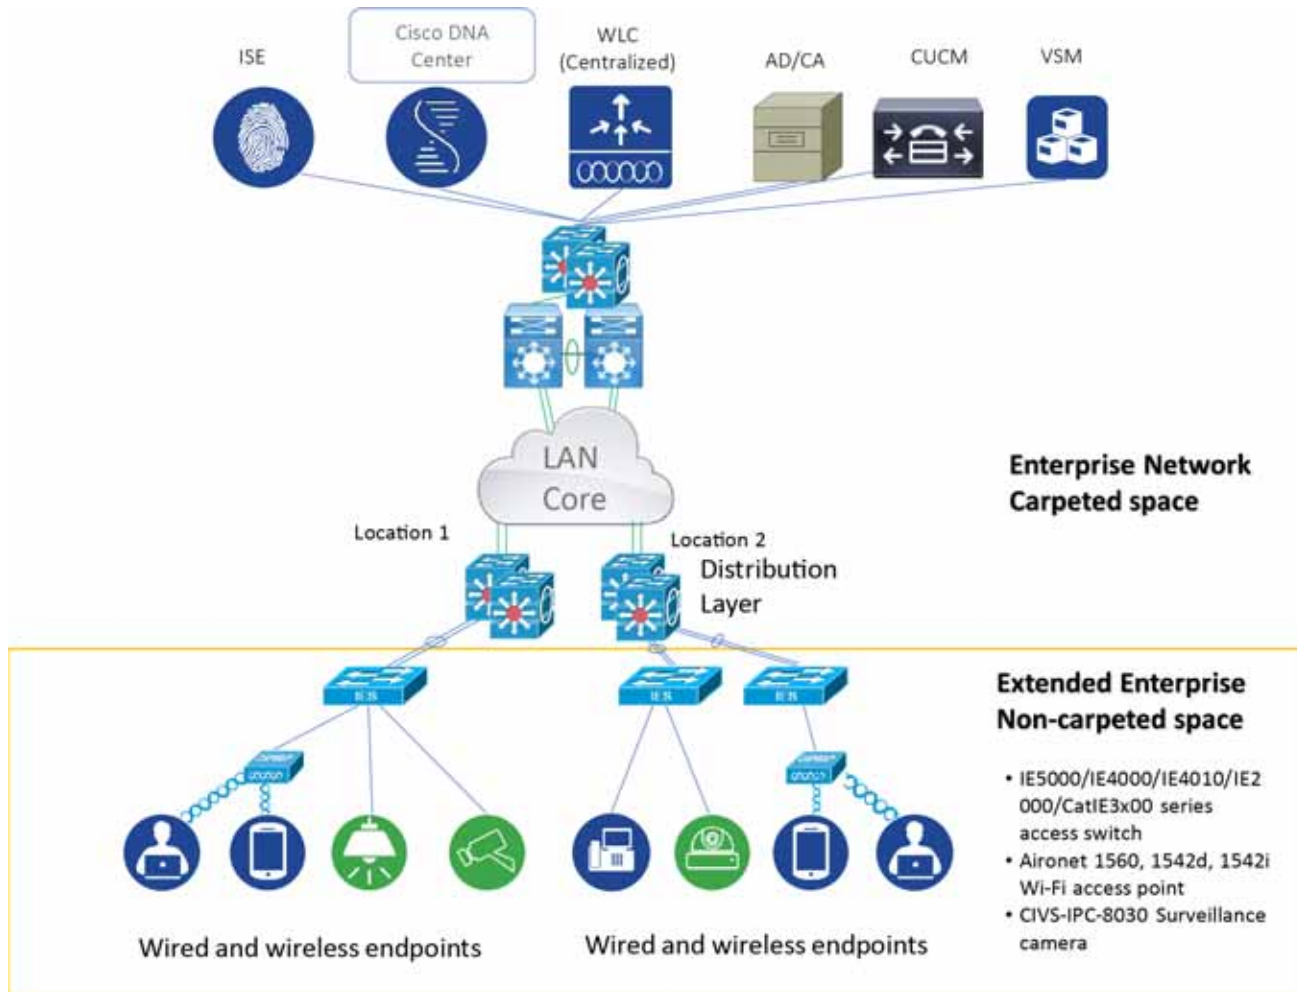 ISE
Cisco DNA
Center
WLC
(Centralized)
AD/CA
CUCM
VSM
LAN
Core
Enterprise Network
Carpeted space
Location 1
Location 2
Distribution
Layer
IES
IES
IES
Extended Enterprise
Non-carpeted space
• IE5000/IE4000/IE4010/IE2
000/CatIE3x00 series
access switch
• Aironet 1560, 1542d, 1542i
Wi-Fi access point
• CIVS-IPC-8030 Surveillance
camera
Wired and wireless endpoints
Wired and wireless endpoints